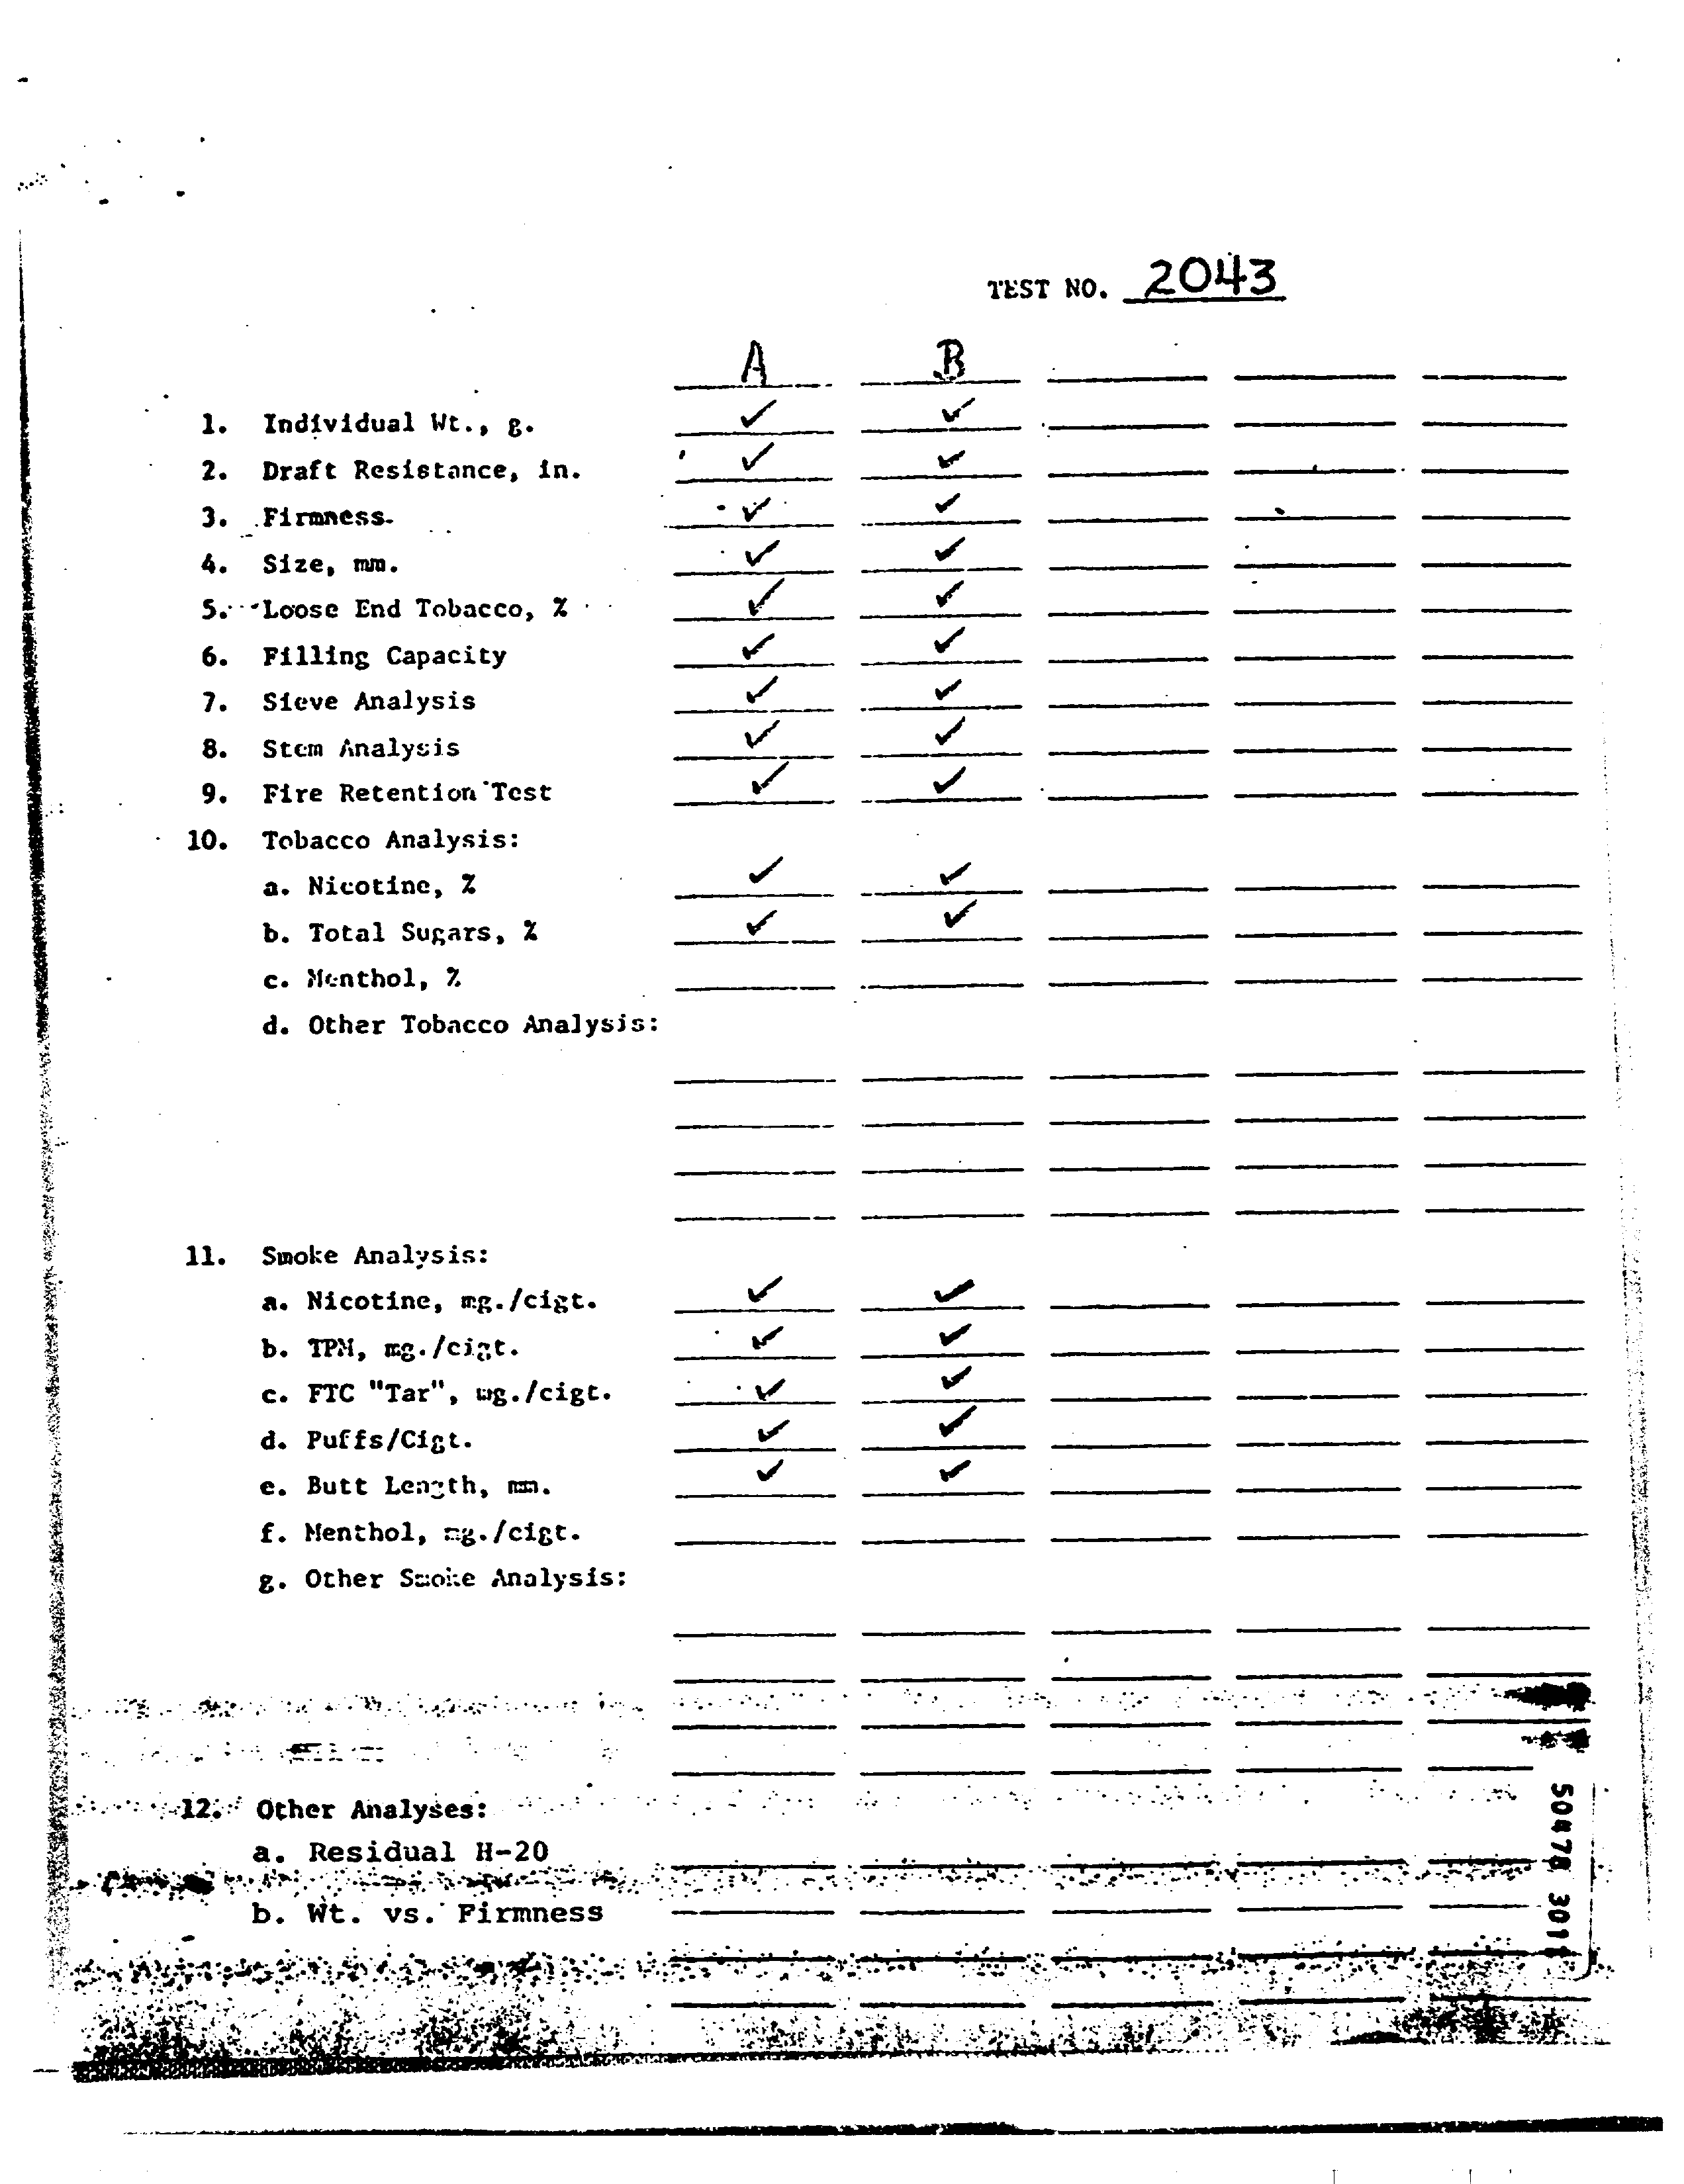 TEST NO. 2043
A B
1. Individual Wt., g. ✓ ✓
2. Draft Resistance, in. ✓ ✓
3. Firmness ✓ ✓
4. Size, mm. ✓ ✓
5. Loose End Tobacco, % ✓ ✓
6. Filling Capacity ✓ ✓
7. Sieve Analysis ✓ ✓
8. Stem Analysis ✓ ✓
9. Fire Retention Test ✓ ✓
10. Tobacco Analysis:
a. Nicotine, % ✓ ✓
b. Total Sugars, % ✓ ✓
c. Menthol, %
d. Other Tobacco Analysis:
11. Smoke Analysis:
a. Nicotine, mg./cigt. ✓ ✓
b. TPM, mg./cigt. ✓ ✓
c. FTC "Tar", mg./cigt. ✓ ✓
d. Puffs/Cigt. ✓ ✓
e. Butt Length, mm. ✓ ✓
f. Menthol, mg./cigt.
g. Other Smoke Analysis:
12. Other Analyses:
a. Residual H-20
b. Wt. vs. Firmness
50478